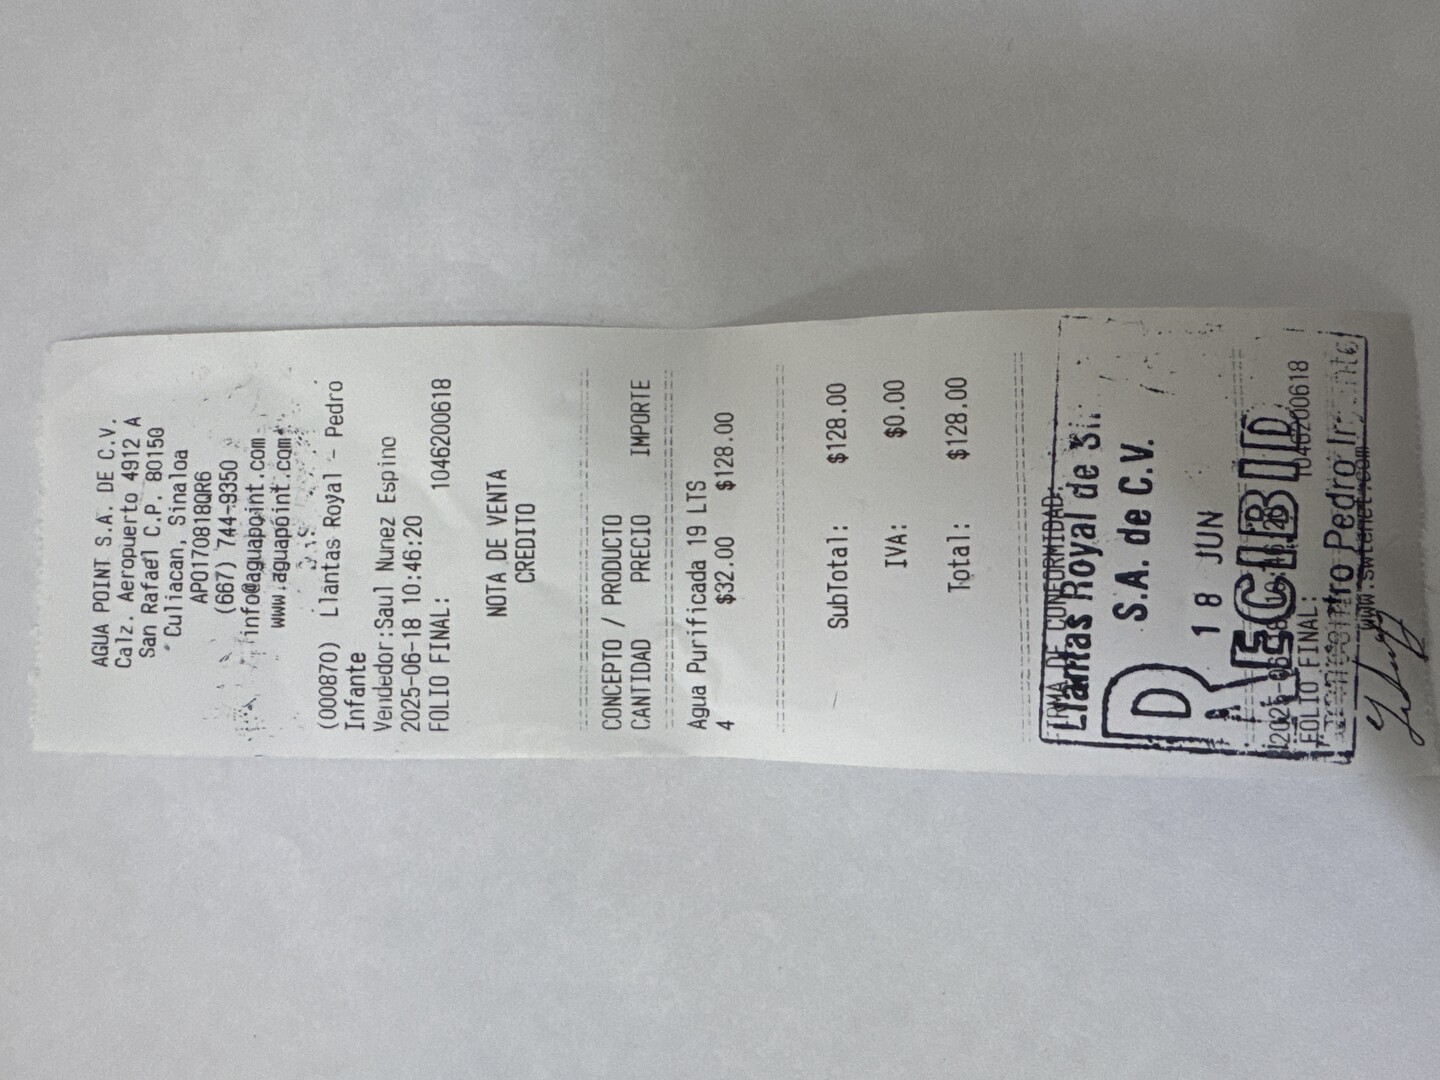 AGUA POINT S.A. DE C.V.
Calz. Aeropuerto 4912 A
San Rafael C.P. 80150
Culiacan, Sinaloa
APO170818QR6
(667) 744-9350
info@aguapoint.com
www.aguapoint.com
(000870) Llantas Royal - Pedro
Infante
Vendedor:Saul Nunez Espino
2025-06-18 10:46:20
FOLIO FINAL: 1046200618
NOTA DE VENTA
CREDITO
CONCEPTO / PRODUCTO
CANTIDAD PRECIO IMPORTE
Agua Purificada 19 LTS
4 $32.00 $128.00
SubTotal: $128.00
IVA: $0.00
Total: $128.00
FIRMA DE CONFORMIDAD:
Llantas Royal de
S.A. de C.V.
18 JUN
RECIBID
FOLIO FINAL: 1046200618
Pedro